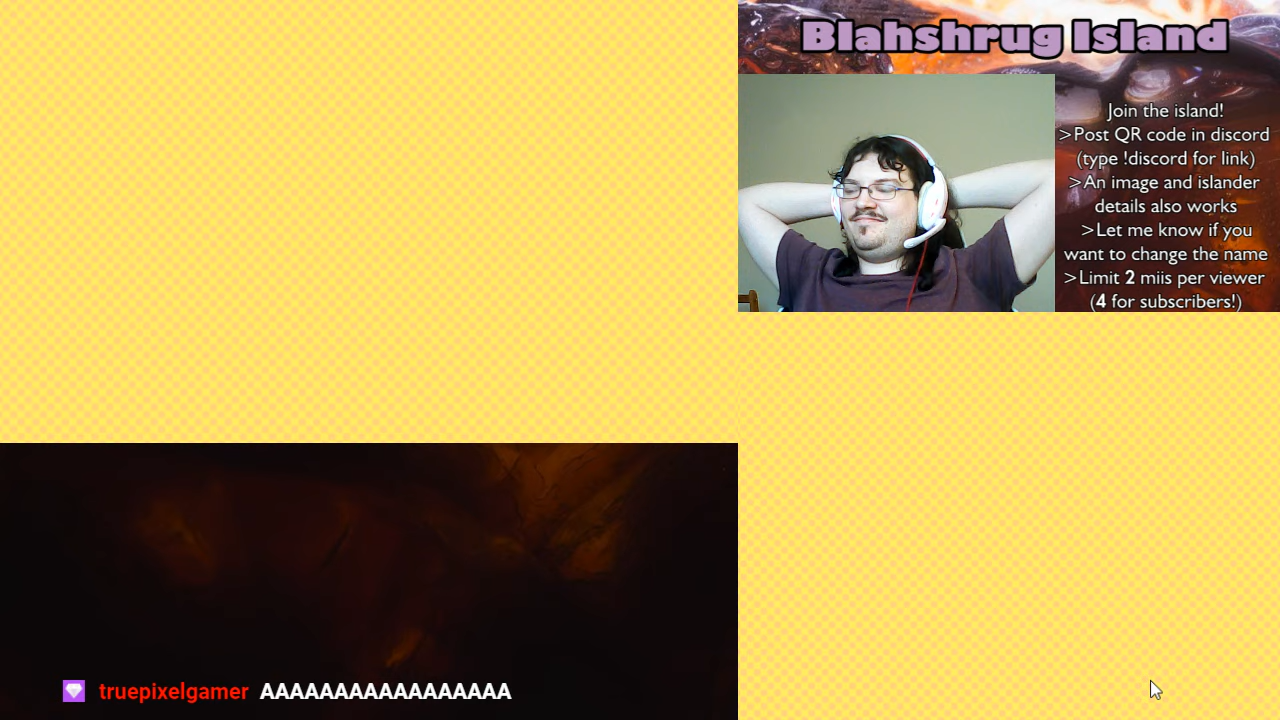 Blahshrug Island
Join the island!
>Post QR code in discord
(type !discord for link)
>An image and islander
details also works
>Let me know if you
want to change the name
>Limit 2 miis per viewer
(4 for subscribers!)
truepixelgamer AAAAAAAAAAAAAAAAA